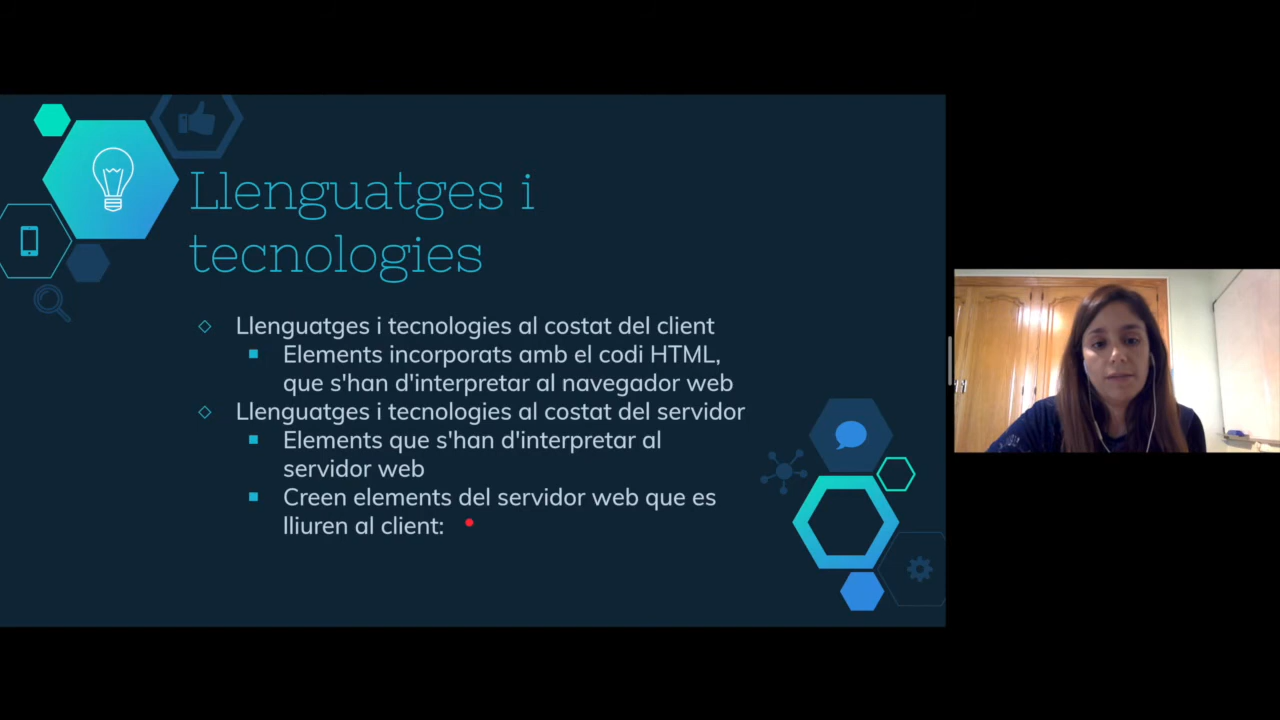 Llenguatges i
tecnologies
Llenguatges i tecnologies al costat del client
Elements incorporats amb el codi HTML,
que s'han d'interpretar al navegador web
Llenguatges i tecnologies al costat del servidor
Elements que s'han d'interpretar al
servidor web
Creen elements del servidor web que es
lliuren al client: